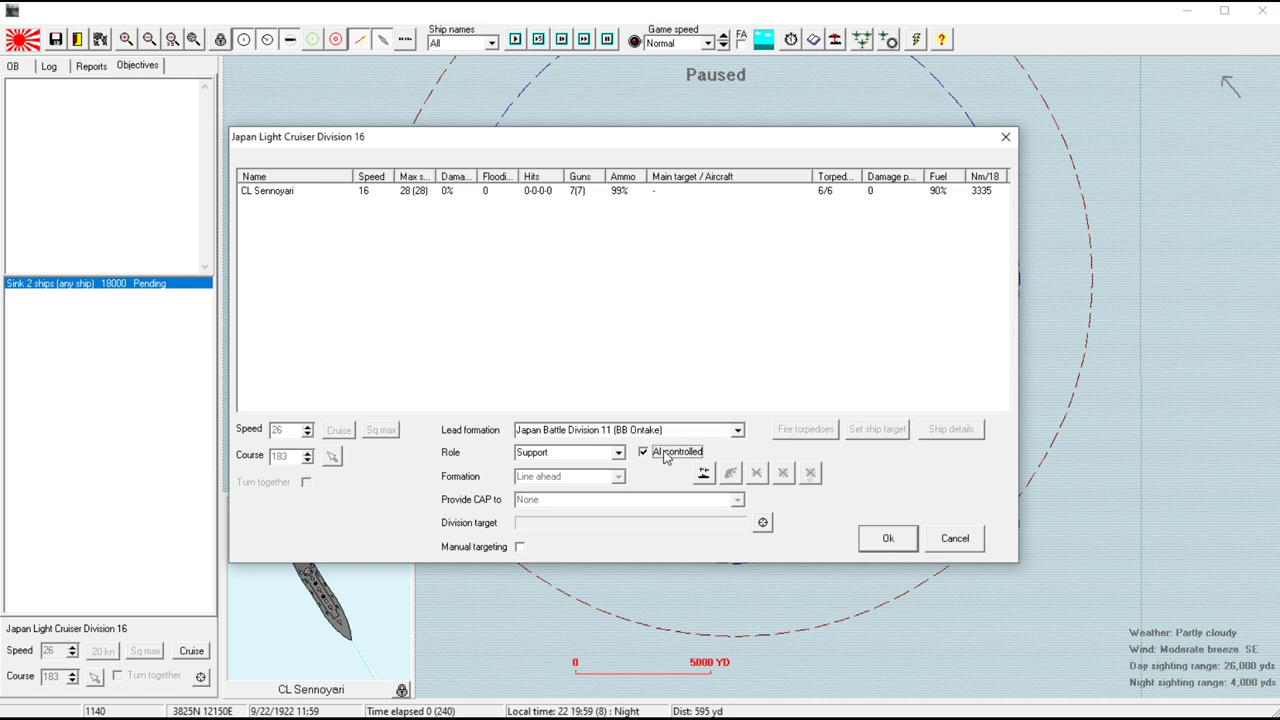 Ship names
Game speed
All
Normal
FA
OB
Log
Reports
Objectives
Paused
Japan Light Cruiser Division 16
Name
Speed
Max s...
Dama...
Floodi...
Hits
Guns
Ammo
Main target / Aircraft
Torped...
Damage p...
Fuel
Nm/18
CL Sennoyari
16
28 (28)
0%
0
0-0-0-0
7(7)
99%
-
6/6
0
90%
3335
Sink 2 ships (any ship) 18000 Pending
Speed 26 Cruise Sq max
Lead formation Japan Battle Division 11 (BB Ontake)
Fire torpedoes
Set ship target
Ship details
Course 183
Role Support
AI controlled
Turn together
Formation Line ahead
Provide CAP to None
Division target
Ok
Cancel
Manual targeting
Japan Light Cruiser Division 16
Speed 26 20 kn Sq max Cruise
Course 183 Turn together
CL Sennoyari
0 5000 YD
Weather: Partly cloudy
Wind: Moderate breeze SE
Day sighting range: 26,000 yds
Night sighting range: 4,000 yds
1140
3825N 12150E
9/22/1922 11:59
Time elapsed 0 (240)
Local time: 22 19:59 (8) : Night
Dist: 595 yd